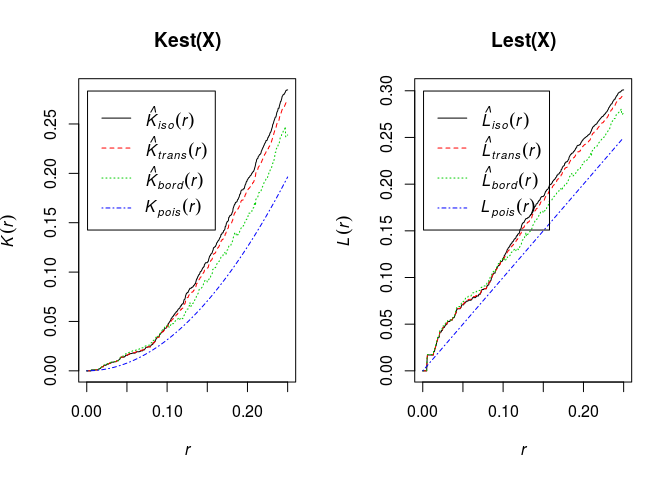 Kest(X)
K(r)
0.00 0.05 0.10 0.15 0.20 0.25
K̂iso(r)
K̂trans(r)
K̂bord(r)
Kpois(r)
0.00 0.10 0.20
r
Lest(X)
L(r)
0.00 0.05 0.10 0.15 0.20 0.25 0.30
L̂iso(r)
L̂trans(r)
L̂bord(r)
Lpois(r)
0.00 0.10 0.20
r